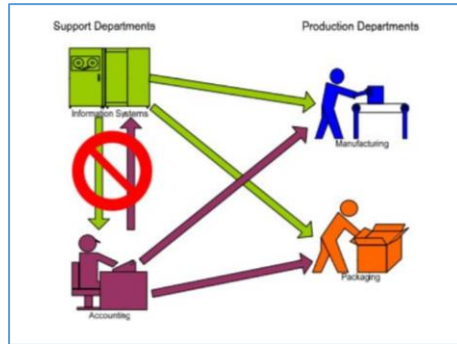 Support Departments
Production Departments
Information Systems
Manufacturing
Accounting
Packaging